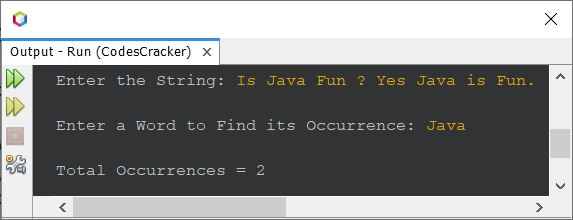 Output - Run (CodesCracker) x
Enter the String: Is Java Fun ? Yes Java is Fun.
Enter a Word to Find its Occurrence: Java
Total Occurrences = 2